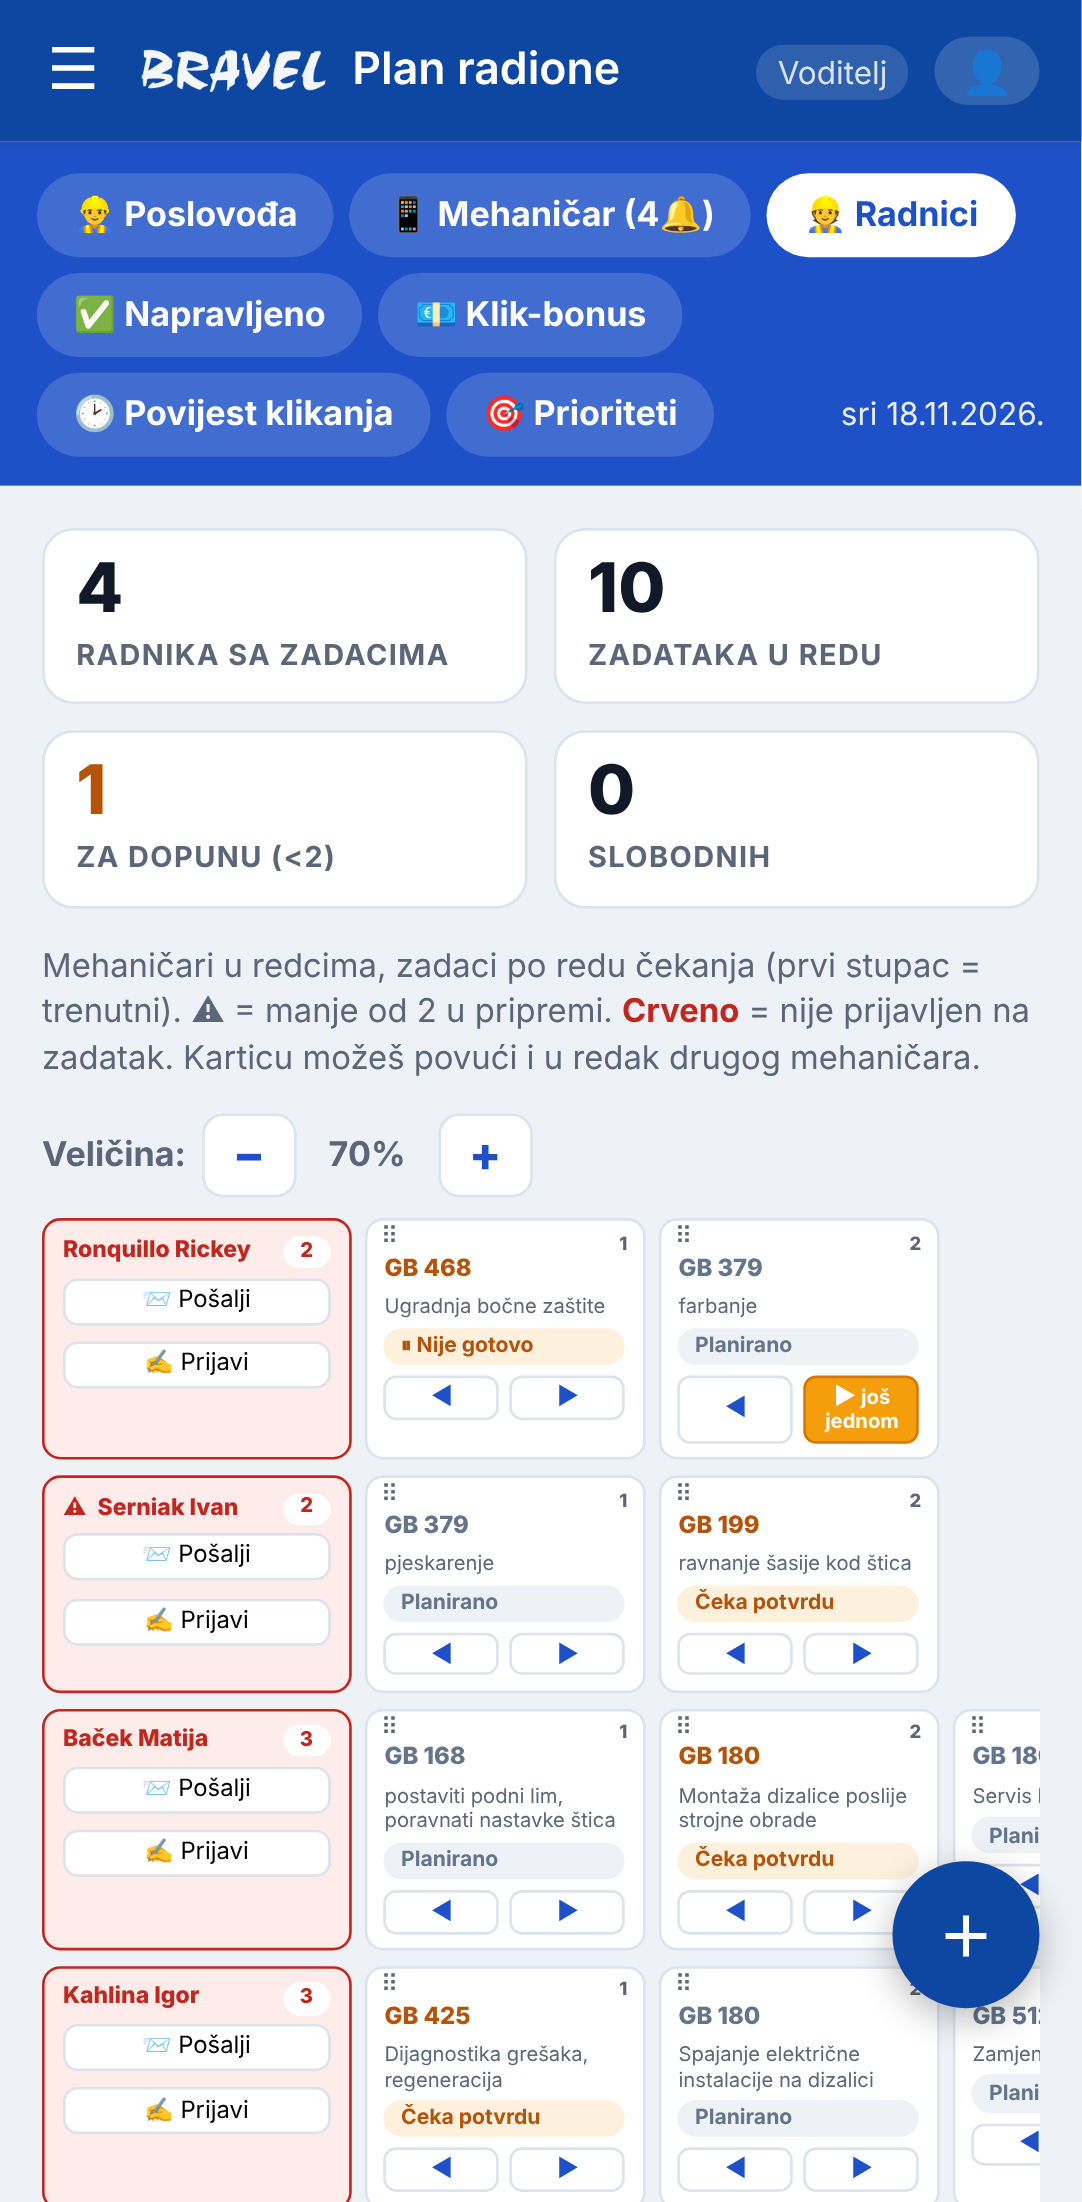 ☰ BRAVEL Plan radione Voditelj 👤
👷 Poslovođa 📱 Mehaničar (4🔔) 👷 Radnici
✅ Napravljeno 💶 Klik-bonus
🕑 Povijest klikanja 🎯 Prioriteti sri 18.11.2026.
4 10
RADNIKA SA ZADACIMA ZADATAKA U REDU
1 0
ZA DOPUNU (<2) SLOBODNIH
Mehaničari u redcima, zadaci po redu čekanja (prvi stupac =
trenutni). ⚠ = manje od 2 u pripremi. Crveno = nije prijavljen na
zadatak. Karticu možeš povući i u redak drugog mehaničara.
Veličina: − 70% +
Ronquillo Rickey 2
📨 Pošalji
✍️ Prijavi
1
GB 468
Ugradnja bočne zaštite
⏸ Nije gotovo
◀ ▶
2
GB 379
farbanje
Planirano
◀ ▶ još
jednom
⚠ Serniak Ivan 2
📨 Pošalji
✍️ Prijavi
1
GB 379
pjeskarenje
Planirano
◀ ▶
2
GB 199
ravnanje šasije kod štica
Čeka potvrdu
◀ ▶
Baček Matija 3
📨 Pošalji
✍️ Prijavi
1
GB 168
postaviti podni lim,
poravnati nastavke štica
Planirano
◀ ▶
2
GB 180
Montaža dizalice poslije
strojne obrade
Čeka potvrdu
◀ ▶
GB
Servis
◀
+
Kahlina Igor 3
📨 Pošalji
✍️ Prijavi
1
GB 425
Dijagnostika grešaka,
regeneracija
Čeka potvrdu
◀ ▶
2
GB 180
Spajanje električne
instalacije na dizalici
Planirano
◀ ▶
GB
◀